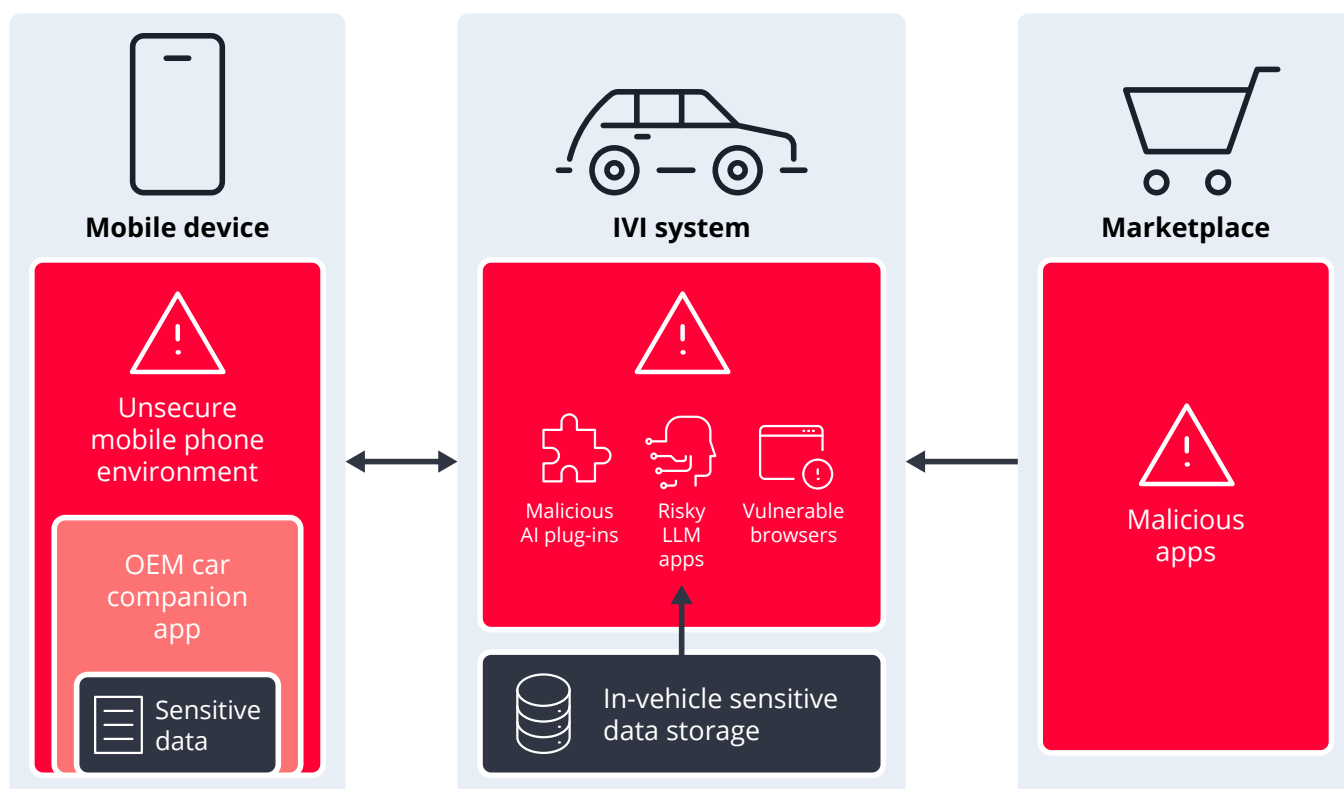 Mobile device
Unsecure
mobile phone
environment
OEM car
companion
app
Sensitive
data
IVI system
Malicious
AI plug-ins
Risky
LLM
apps
Vulnerable
browsers
In-vehicle sensitive
data storage
Marketplace
Malicious
apps